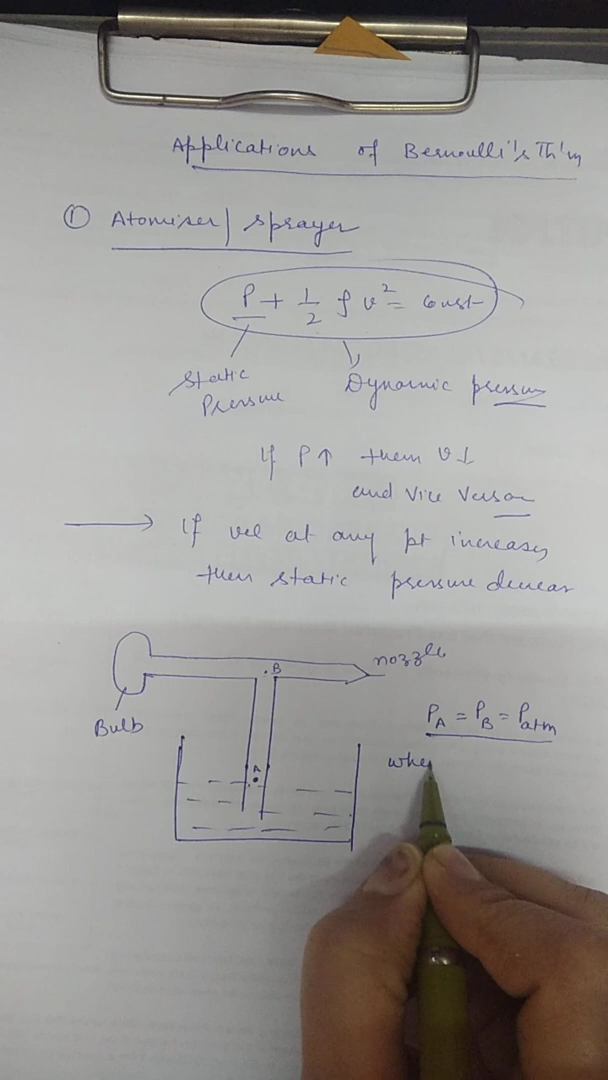 Applications of Bernoulli's Th'm
① Atomiser / sprayer
P + 1/2 ρ v² = const
Static Pressure
Dynamic pressure
If P↑ then v↓
and vice versa
→ If vel at any pt increases,
then static pressure decreas
nozzle
.B
Bulb
P_A = P_B = P_atm
A
whe